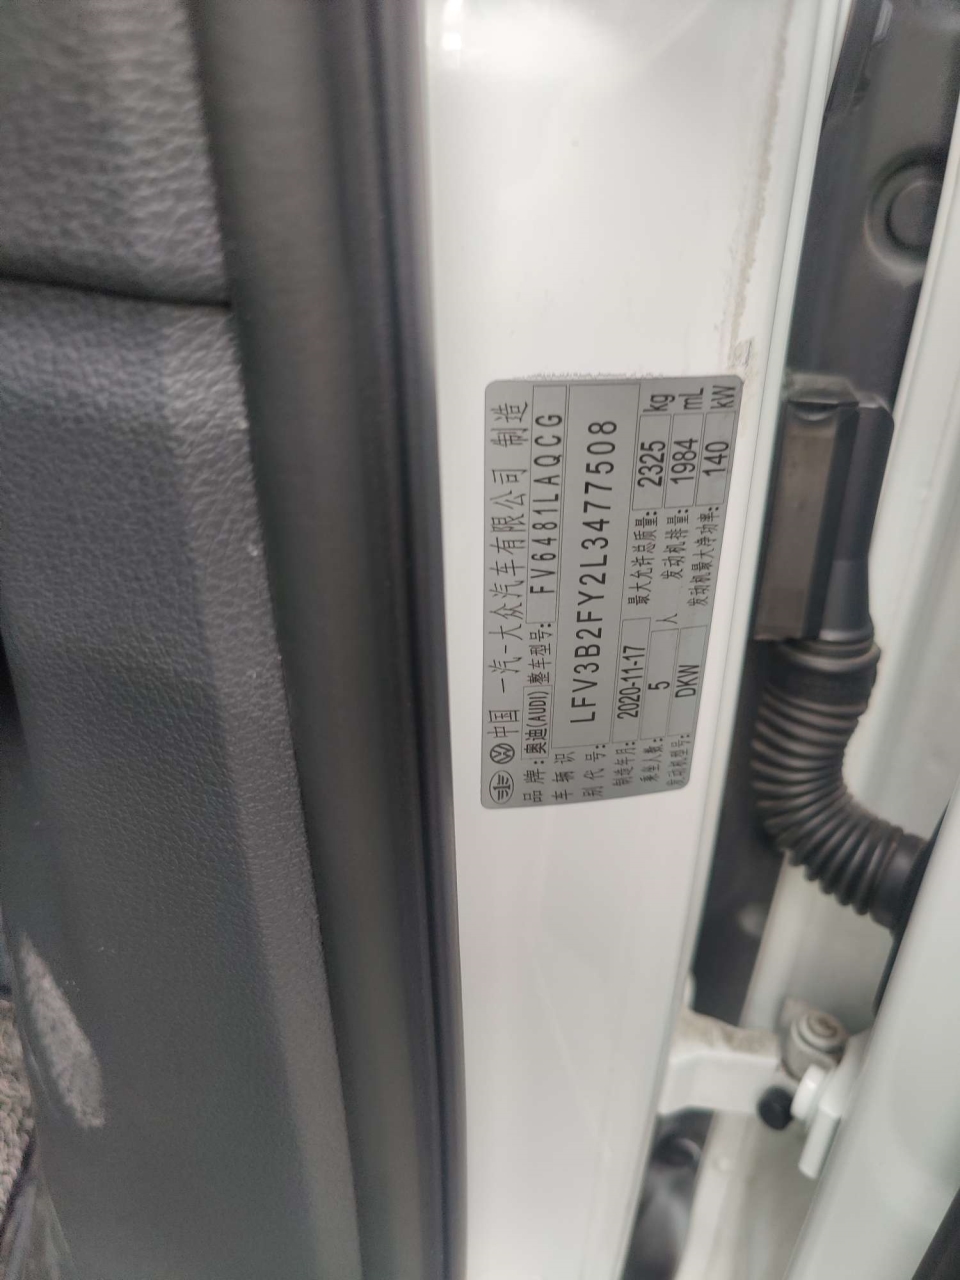 中国 一汽-大众汽车有限公司 制造
品牌:奥迪(AUDI) 整车型号: FV6481LAQCG
车辆识别代号: LFV3B2FY2L3477508
制造年月: 2020-11-17 最大允许总质量: 2325 kg
乘坐人数: 5 人 发动机排量: 1984 mL
发动机型号: DKW 发动机最大净功率: 140 kW